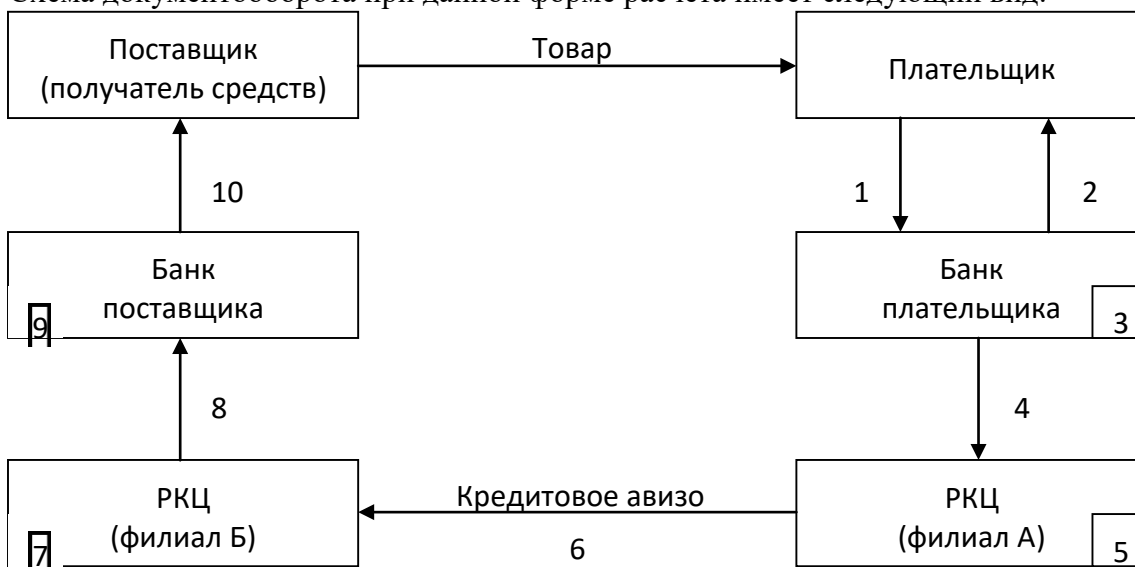 Схема документооборота при данной форме расчета имеет следующий вид:
Поставщик
(получатель средств)
Товар
Плательщик
10
1
2
Банк
поставщика
9
Банк
плательщика
3
8
4
РКЦ
(филиал Б)
7
Кредитовое авизо
6
РКЦ
(филиал А)
5